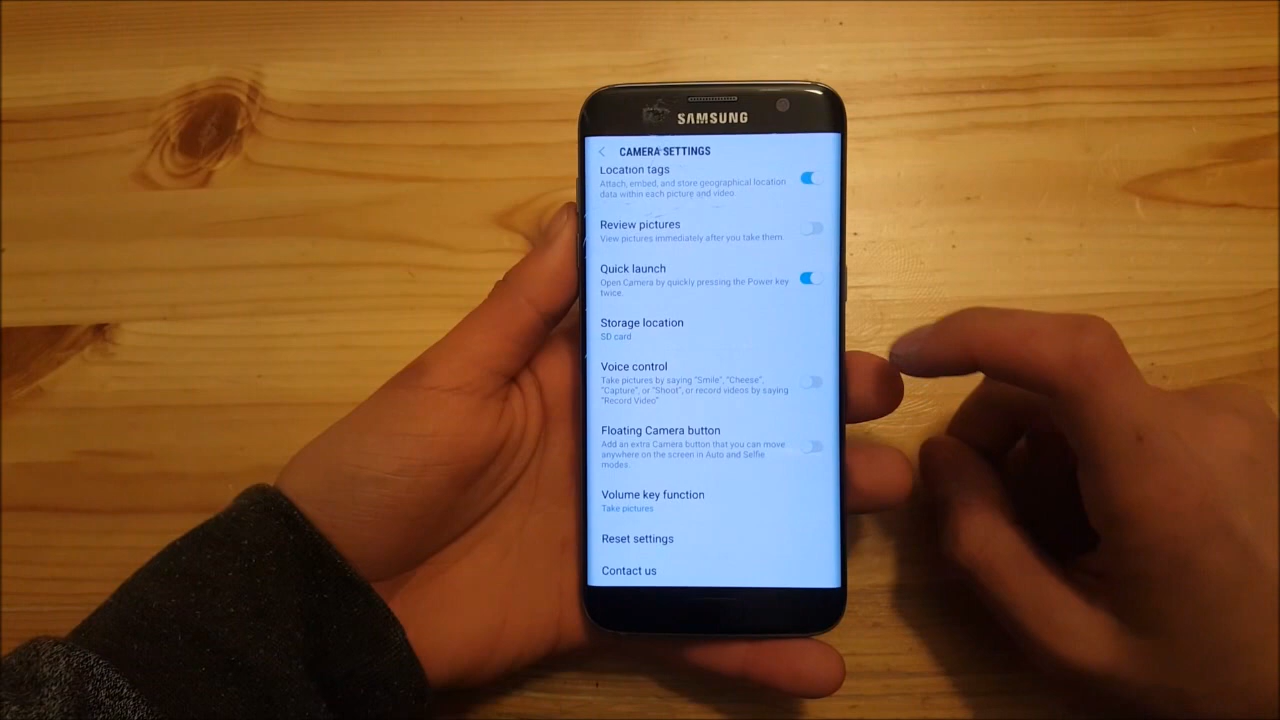 SAMSUNG
CAMERA SETTINGS
Location tags
Attach, embed, and store geographical location
data within each picture and video.
Review pictures
View pictures immediately after you take them.
Quick launch
Open Camera by quickly pressing the Power key
twice.
Storage location
SD card
Voice control
Take pictures by saying "Smile", "Cheese",
"Capture", or "Shoot", or record videos by saying
"Record Video"
Floating Camera button
Add an extra Camera button that you can move
anywhere on the screen in Auto and Selfie
modes.
Volume key function
Take pictures
Reset settings
Contact us